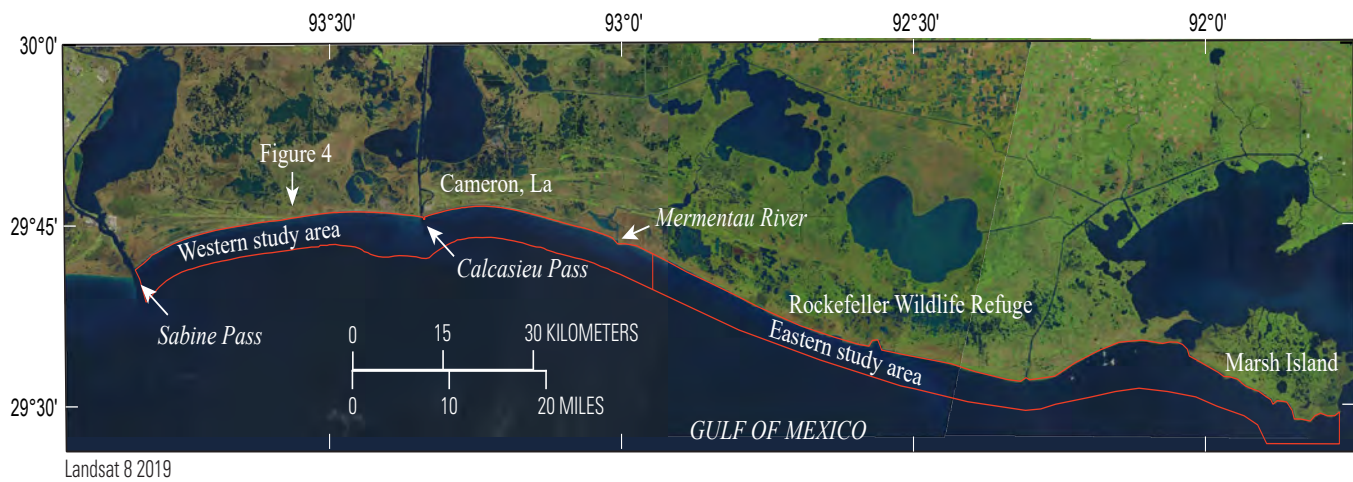 93°30' 93°0' 92°30' 92°0'
30°0'
Figure 4
Cameron, La
Mermentau River
29°45'
Western study area
Calcasieu Pass
Rockefeller Wildlife Refuge
Sabine Pass
0 15 30 KILOMETERS
0 10 20 MILES
Eastern study area
Marsh Island
29°30'
GULF OF MEXICO
Landsat 8 2019